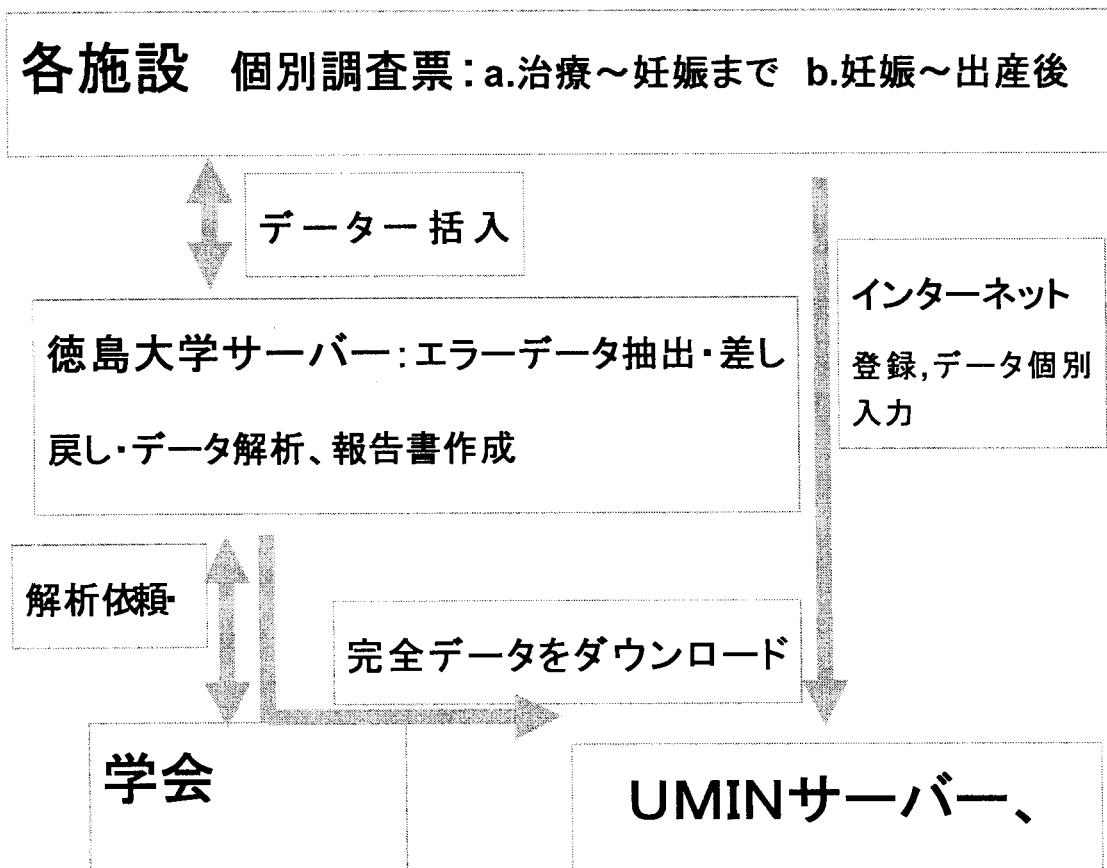 各施設 個別調査票:a.治療～妊娠まで b.妊娠～出産後
データー括入
インターネット
登録,データ個別
入力
徳島大学サーバー:エラーデータ抽出・差し
戻し・データ解析、報告書作成
解析依頼・
完全データをダウンロード
学会
UMINサーバー、